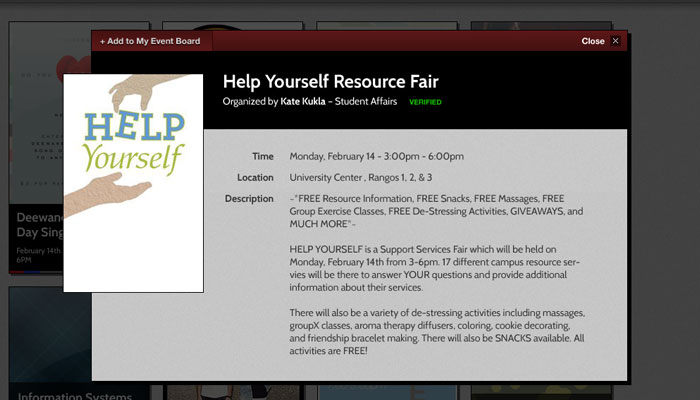 + Add to My Event Board
Close
Help Yourself Resource Fair
Organized by Kate Kukla – Student Affairs VERIFIED
HELP
Yourself
Time Monday, February 14 - 3:00pm - 6:00pm
Location University Center , Rangos 1, 2, & 3
Description ~"FREE Resource Information, FREE Snacks, FREE Massages, FREE
Group Exercise Classes, FREE De-Stressing Activities, GIVEAWAYS, and
MUCH MORE"~
HELP YOURSELF is a Support Services Fair which will be held on
Monday, February 14th from 3-6pm. 17 different campus resource ser-
vies will be there to answer YOUR questions and provide additional
information about their services.
There will also be a variety of de-stressing activities including massages,
groupX classes, aroma therapy diffusers, coloring, cookie decorating,
and friendship bracelet making. There will also be SNACKS available. All
activities are FREE!
Deewan
Day Sing
February 14th
6PM
Information Systems